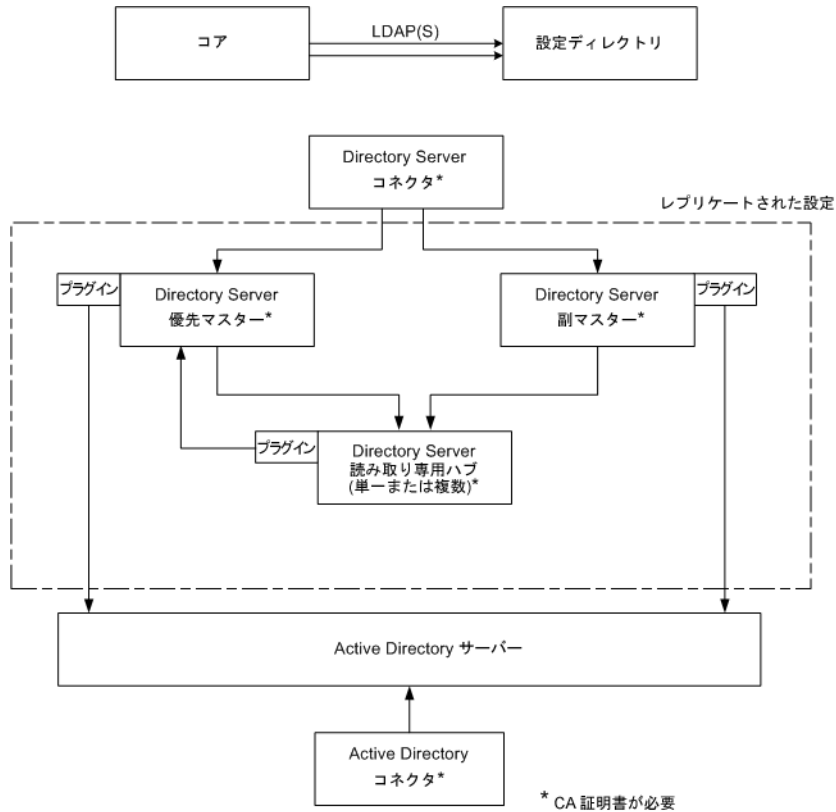 コア
LDAP(S)
設定ディレクトリ
Directory Server
コネクタ*
レプリケートされた設定
プラグイン
Directory Server
優先マスター*
Directory Server
副マスター*
プラグイン
プラグイン
Directory Server
読み取り専用ハブ
(単一または複数)*
Active Directory サーバー
Active Directory
コネクタ*
* CA 証明書が必要